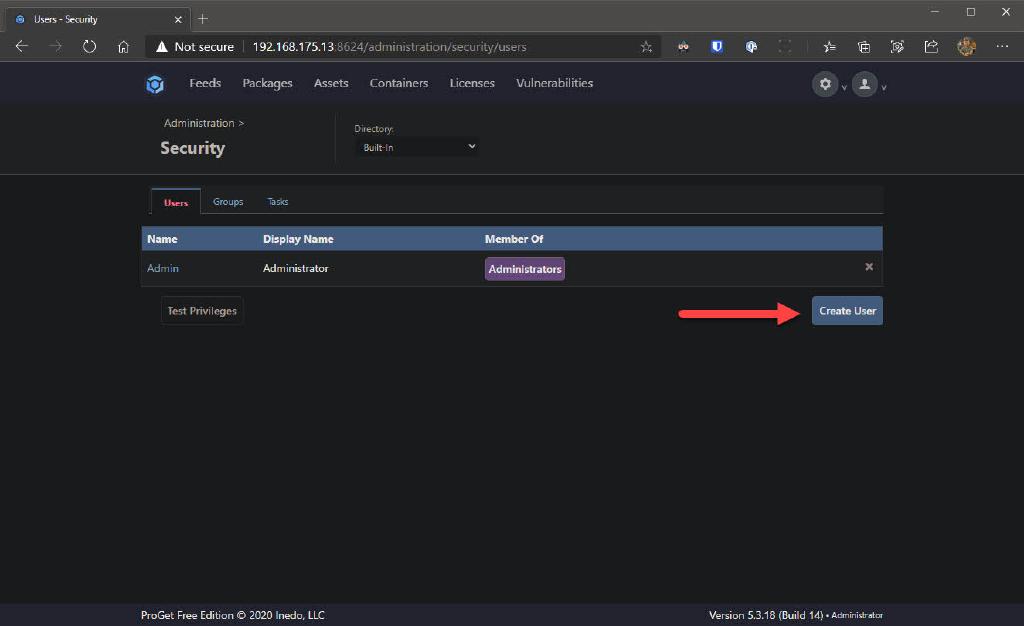 Users - Security
Not secure 192.168.175.13:8624/administration/security/users
Feeds Packages Assets Containers Licenses Vulnerabilities
Administration >
Security
Directory:
Built-In
Users Groups Tasks
Name Display Name Member Of
Admin Administrator Administrators
Test Privileges Create User
ProGet Free Edition © 2020 Inedo, LLC Version 5.3.18 (Build 14) • Administrator